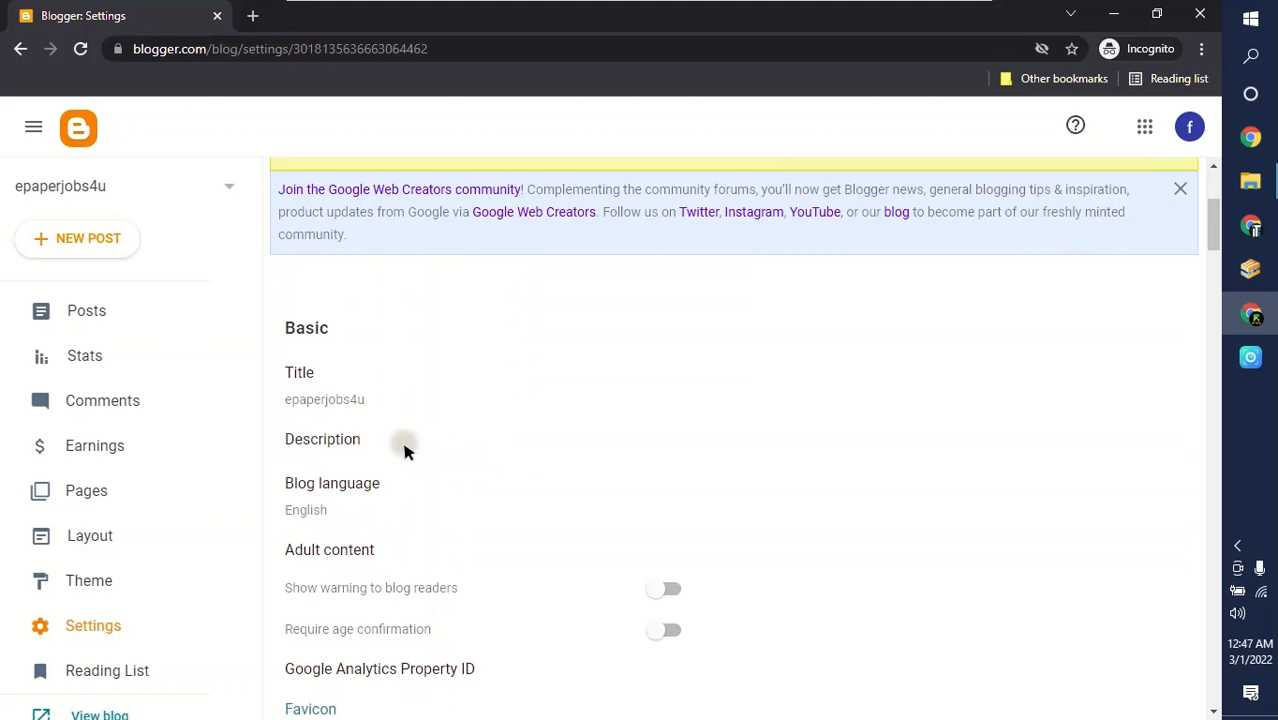 Blogger: Settings
blogger.com/blog/settings/3018135636663064462
Incognito
Other bookmarks
Reading list
f
epaperjobs4u
NEW POST
Posts
Stats
Comments
Earnings
Pages
Layout
Theme
Settings
Reading List
View blog
Join the Google Web Creators community! Complementing the community forums, you'll now get Blogger news, general blogging tips & inspiration,
product updates from Google via Google Web Creators. Follow us on Twitter, Instagram, YouTube, or our blog to become part of our freshly minted
community.
Basic
Title
epaperjobs4u
Description
Blog language
English
Adult content
Show warning to blog readers
Require age confirmation
Google Analytics Property ID
Favicon
12:47 AM
3/1/2022